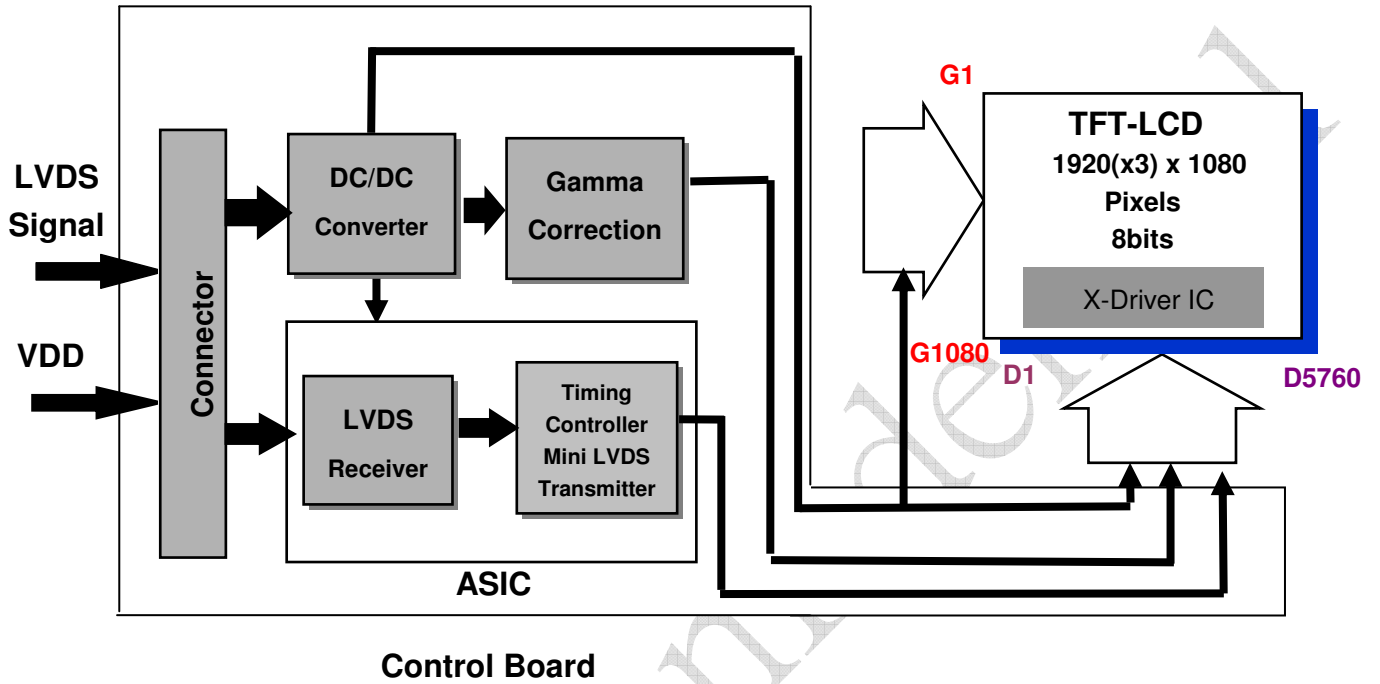 LVDS
Signal
VDD
Connector
DC/DC
Converter
Gamma
Correction
LVDS
Receiver
Timing
Controller
Mini LVDS
Transmitter
ASIC
Control Board
G1
G1080
TFT-LCD
1920(x3) x 1080
Pixels
8bits
X-Driver IC
D1
D5760